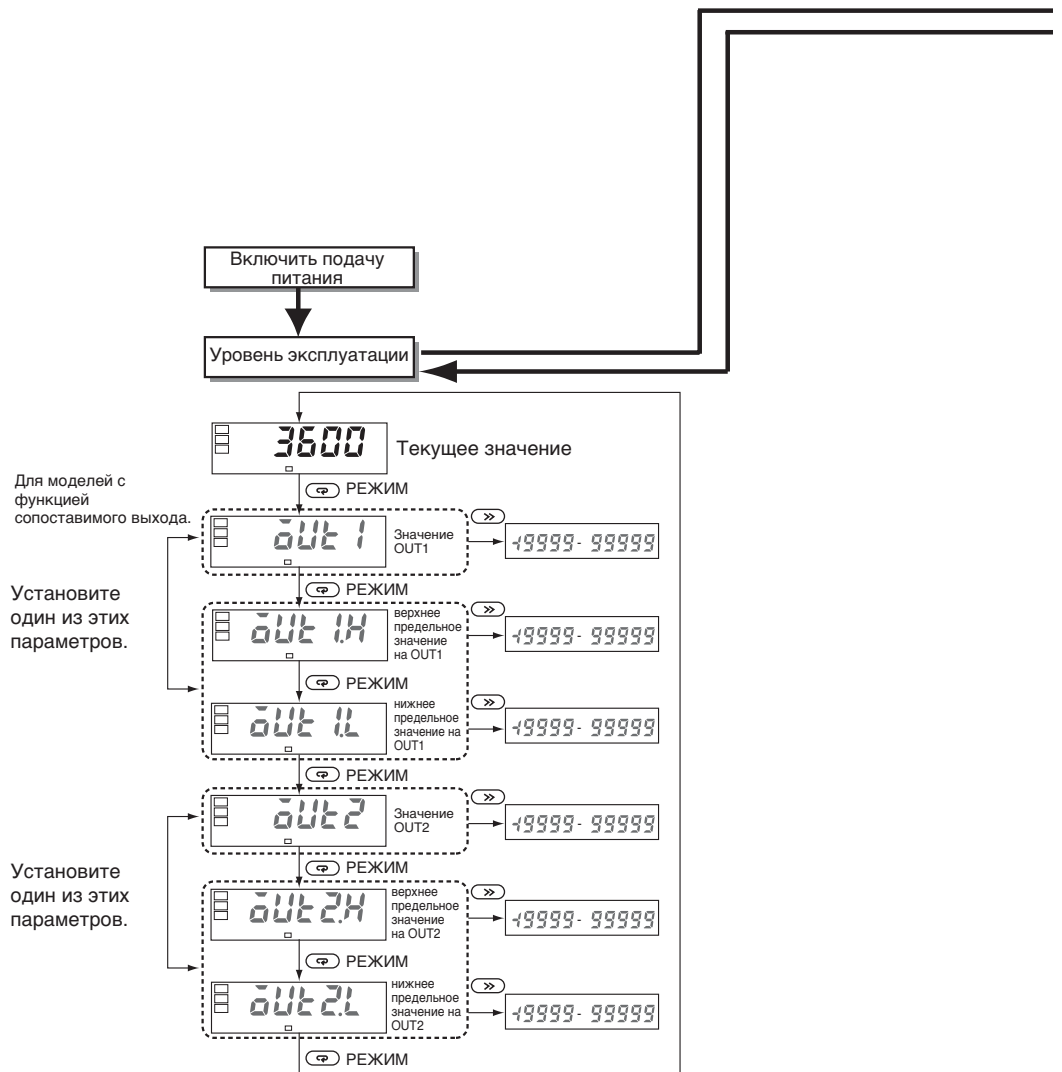 Включить подачу
питания
Уровень эксплуатации
3600
Текущее значение
РЕЖИМ
Для моделей с
функцией
сопоставимого выхода.
OUt 1
Значение
OUT1
-19999- 99999
РЕЖИМ
Установите
один из этих
параметров.
OUt 1.H
верхнее
предельное
значение
на OUT1
-19999- 99999
РЕЖИМ
OUt 1.L
нижнее
предельное
значение на
OUT1
-19999- 99999
РЕЖИМ
OUt2
Значение
OUT2
-19999- 99999
РЕЖИМ
Установите
один из этих
параметров.
OUt2.H
верхнее
предельное
значение
на OUT2
-19999- 99999
РЕЖИМ
OUt2.L
нижнее
предельное
значение на
OUT2
-19999- 99999
РЕЖИМ